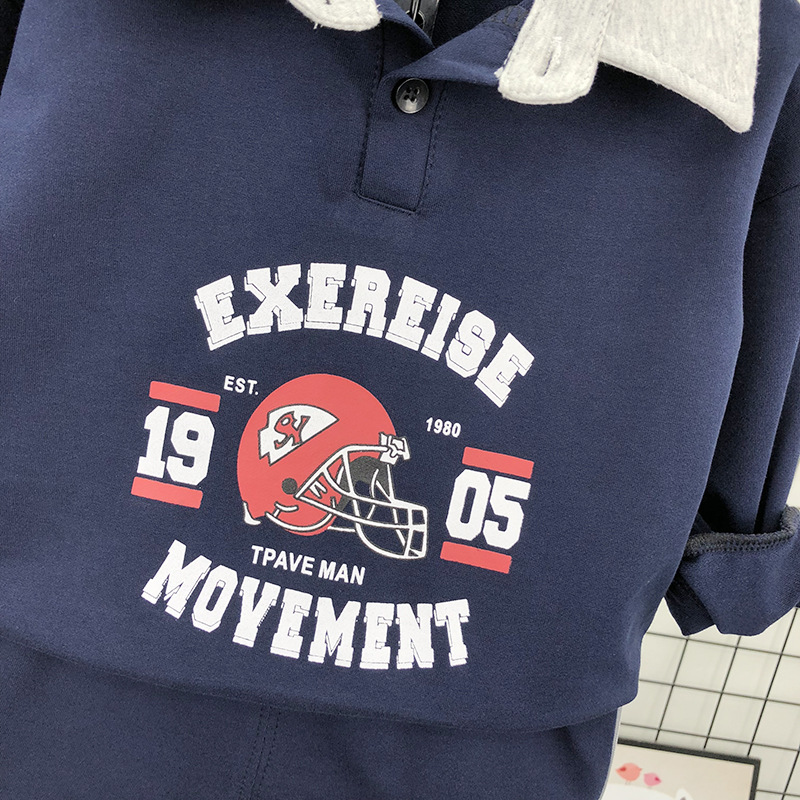 EXEREISE
EST.
1980
19
05
TPAVE MAN
MOVEMENT